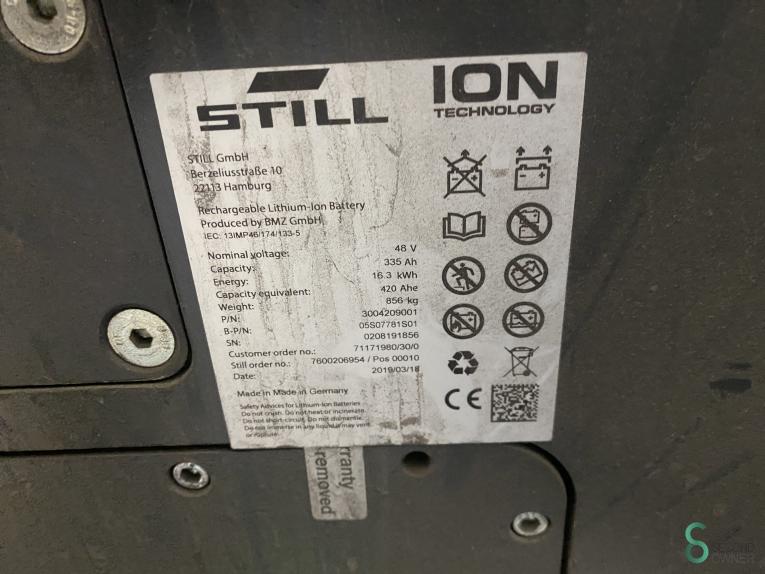 STILL
ION
TECHNOLOGY
STILL GmbH
Berzeliusstraße 10
22113 Hamburg
Rechargeable Lithium-Ion Battery
Produced by BMZ GmbH
IEC: 13IMP46/174/133-5
Nominal voltage: 48 V
Capacity: 335 Ah
Energy: 16.3 kWh
Capacity equivalent: 420 Ahe
Weight: 856 kg
P/N: 3004209001
B-P/N: 05S07781S01
SN: 0208191856
Customer order no.: 71171980/30/0
Still order no.: 7600206954 / Pos 00010
Date: 2019/03/18
Made in Made in Germany
Safety Advices for Lithium-Ion Batteries
Do not crush. Do not heat or incinerate.
Do not short-circuit. Do not dismantle.
Do not immerse in any liquid it may vent
or rupture.
CE
rranty
removed
SECOND
OWNER